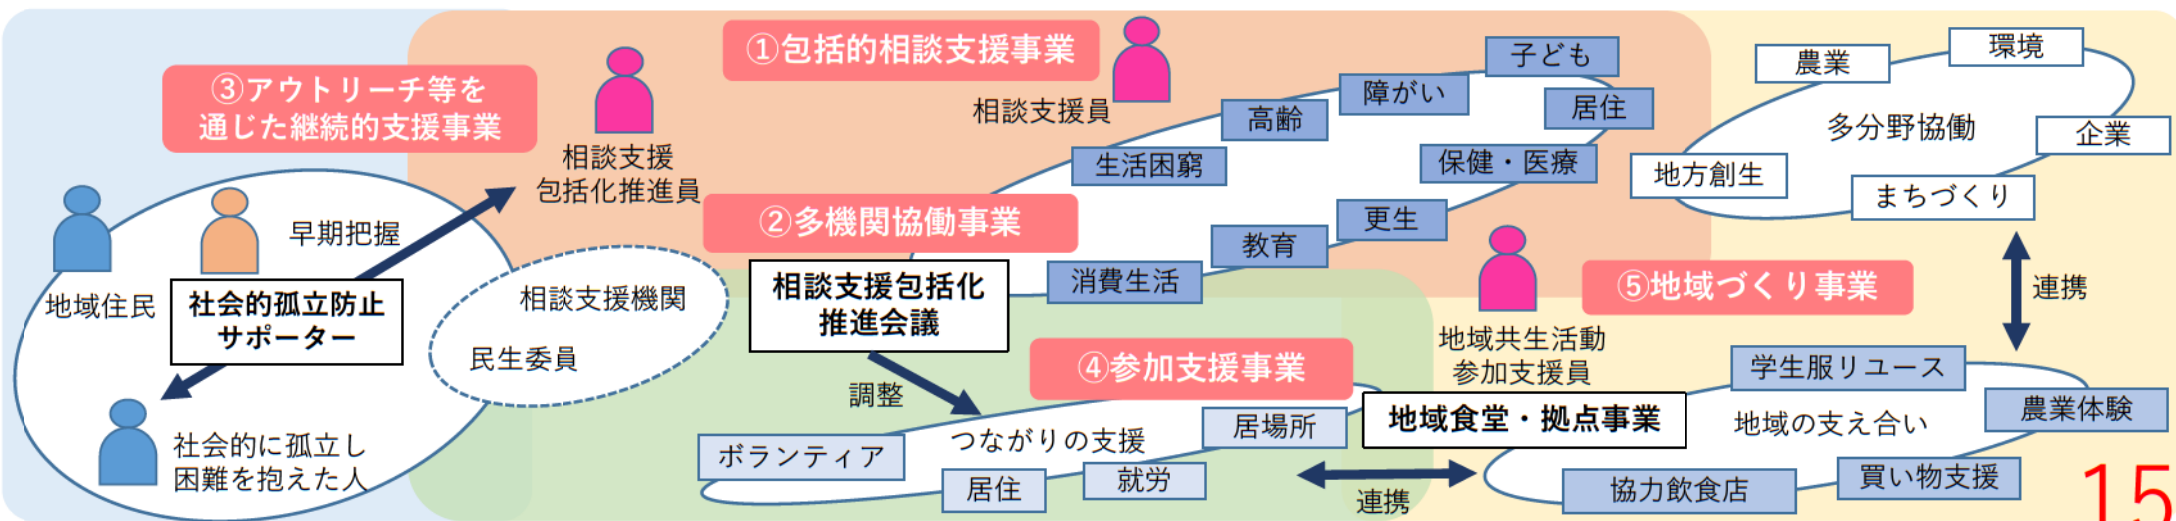 ①包括的相談支援事業
相談支援員
③アウトリーチ等を
通じた継続的支援事業
相談支援
包括化推進員
子ども
障がい
高齢
居住
生活困窮
保健・医療
更生
教育
消費生活
②多機関協働事業
相談支援包括化
推進会議
早期把握
地域住民
社会的孤立防止
サポーター
相談支援機関
民生委員
社会的に孤立し
困難を抱えた人
調整
④参加支援事業
ボランティア
つながりの支援
居場所
居住
就労
連携
農業
環境
多分野協働
企業
地方創生
まちづくり
⑤地域づくり事業
連携
地域共生活動
参加支援員
地域食堂・拠点事業
学生服リユース
地域の支え合い
農業体験
協力飲食店
買い物支援
15